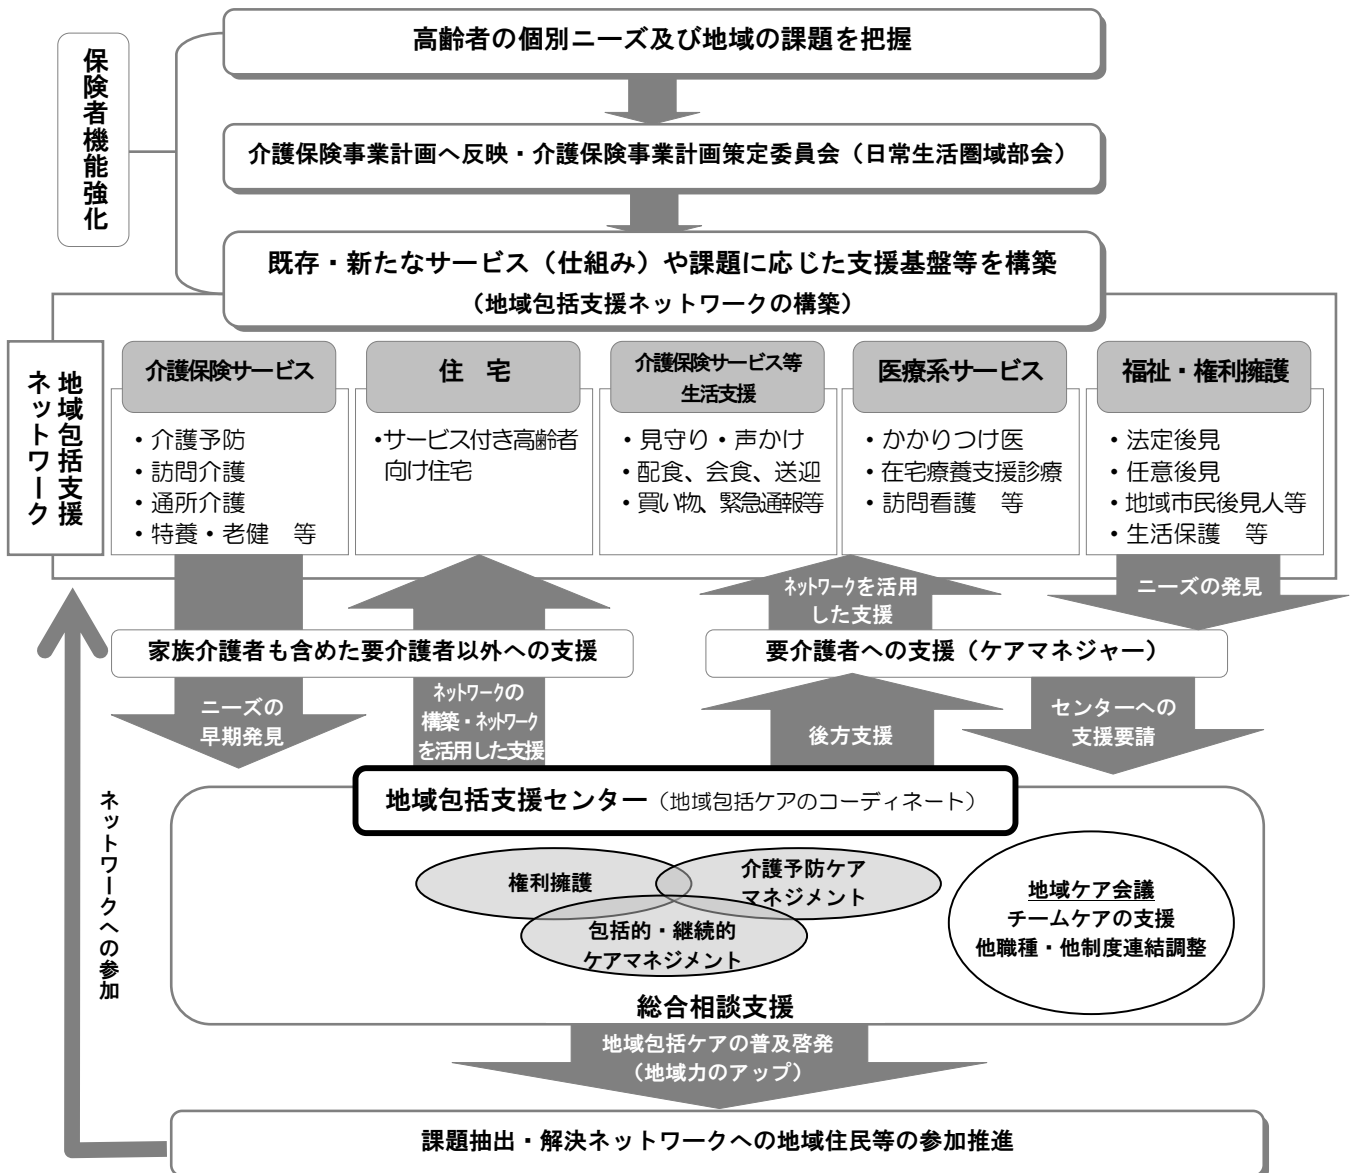 高齢者の個別ニーズ及び地域の課題を把握
保険者機能強化
介護保険事業計画へ反映・介護保険事業計画策定委員会（日常生活圏域部会）
既存・新たなサービス（仕組み）や課題に応じた支援基盤等を構築
（地域包括支援ネットワークの構築）
地域包括支援
ネットワーク
介護保険サービス
・介護予防
・訪問介護
・通所介護
・特養・老健　等
住　宅
・サービス付き高齢者
向け住宅
介護保険サービス等
生活支援
・見守り・声かけ
・配食、会食、送迎
・買い物、緊急通報等
医療系サービス
・かかりつけ医
・在宅療養支援診療
・訪問看護　等
福祉・権利擁護
・法定後見
・任意後見
・地域市民後見人等
・生活保護　等
ネットワークを活用
した支援
ニーズの発見
家族介護者も含めた要介護者以外への支援
要介護者への支援（ケアマネジャー）
ニーズの
早期発見
ネットワークの
構築・ネットワーク
を活用した支援
後方支援
センターへの
支援要請
地域包括支援センター（地域包括ケアのコーディネート）
ネットワークへの参加
権利擁護
介護予防ケア
マネジメント
包括的・継続的
ケアマネジメント
地域ケア会議
チームケアの支援
他職種・他制度連結調整
総合相談支援
地域包括ケアの普及啓発
（地域力のアップ）
課題抽出・解決ネットワークへの地域住民等の参加推進